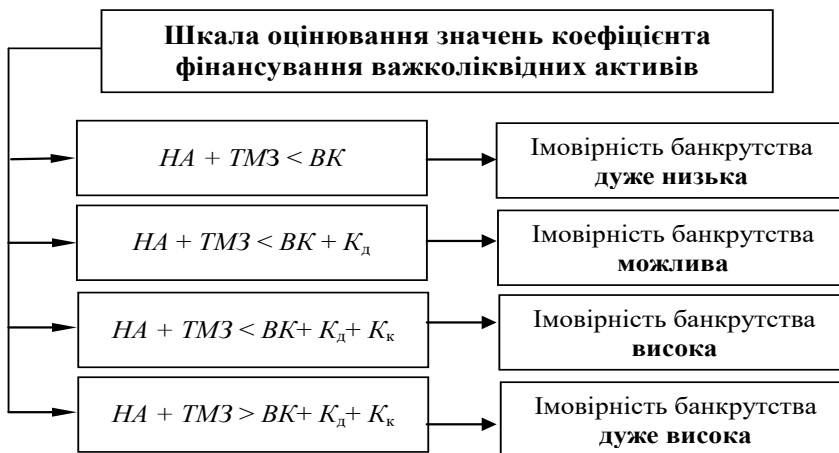 Шкала оцінювання значень коефіцієнта
фінансування важколіквідних активів
НА + ТМЗ < ВК
Імовірність банкрутства
дуже низька
НА + ТМЗ < ВК + Кд
Імовірність банкрутства
можлива
НА + ТМЗ < ВК+ Кд+ Кк
Імовірність банкрутства
висока
НА + ТМЗ > ВК+ Кд+ Кк
Імовірність банкрутства
дуже висока